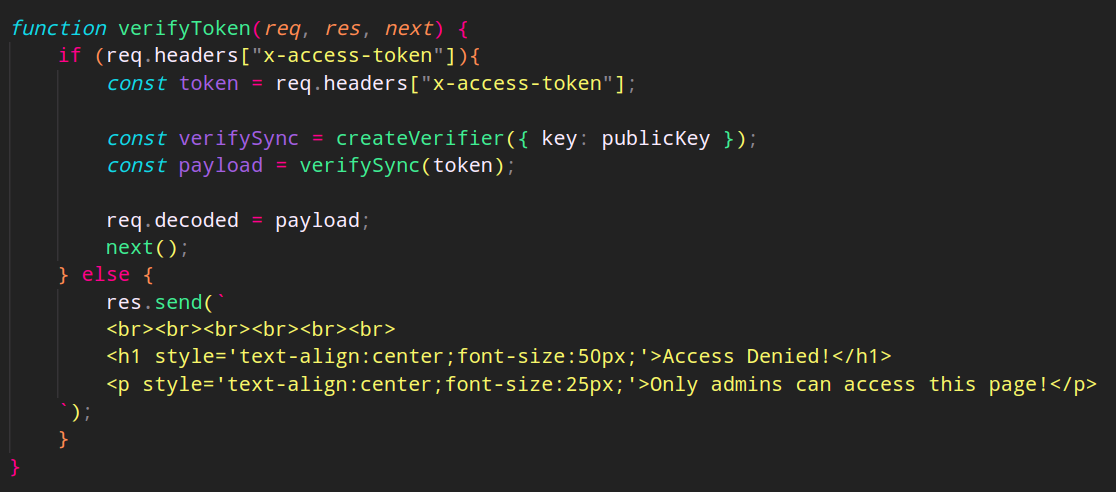 function verifyToken(req, res, next) {
    if (req.headers["x-access-token"]){
        const token = req.headers["x-access-token"];
        const verifySync = createVerifier({ key: publicKey });
        const payload = verifySync(token);
        req.decoded = payload;
        next();
    } else {
        res.send(`
        <br><br><br><br><br><br>
        <h1 style='text-align:center;font-size:50px;'>Access Denied!</h1>
        <p style='text-align:center;font-size:25px;'>Only admins can access this page!</p>
    `);
    }
}